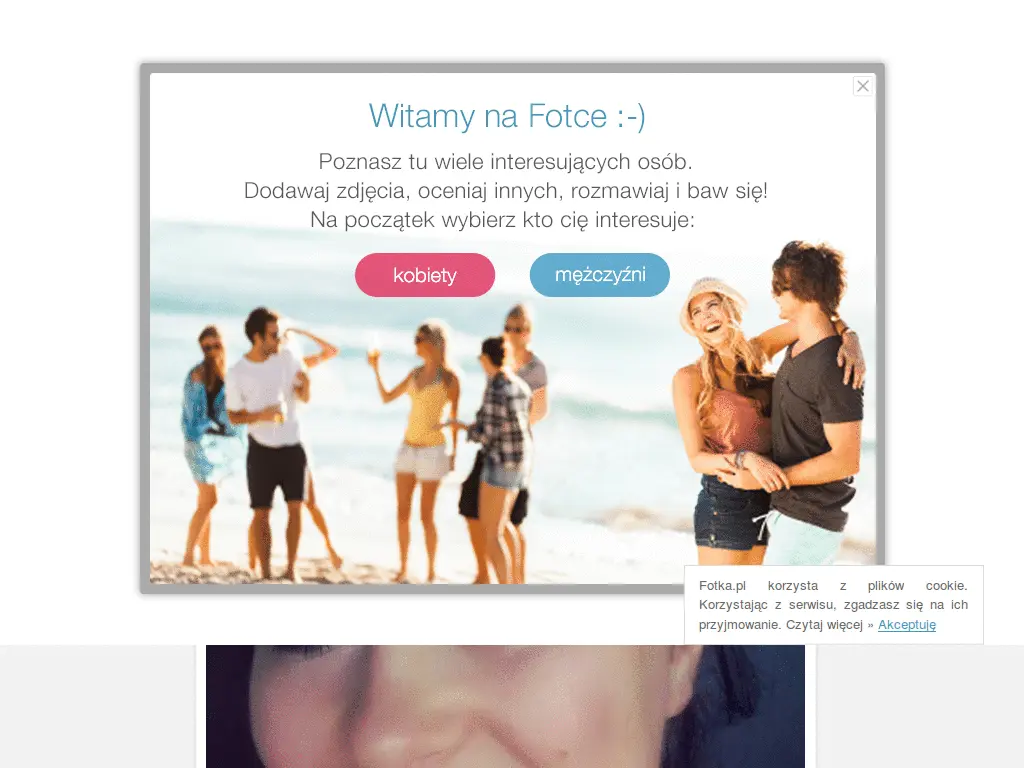 Witamy na Fotce :-)
Poznasz tu wiele interesujących osób.
Dodawaj zdjęcia, oceniaj innych, rozmawiaj i baw się!
Na początek wybierz kto cię interesuje:
kobiety
mężczyźni
Fotka.pl korzysta z plików cookie.
Korzystając z serwisu, zgadzasz się na ich
przyjmowanie. Czytaj więcej » Akceptuję